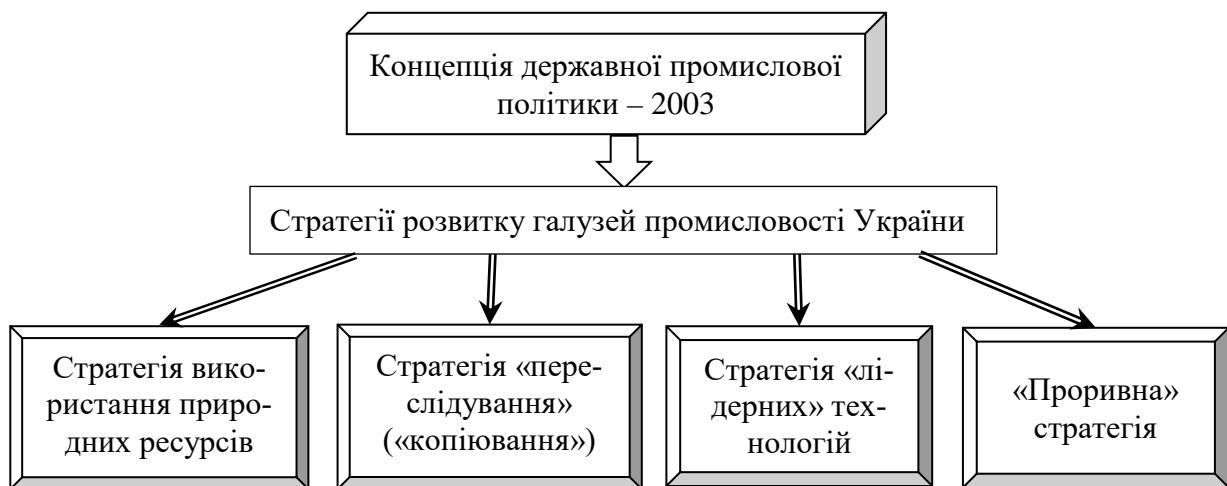 Концепція державної промислової
політики – 2003
Стратегії розвитку галузей промисловості України
Стратегія вико-
ристання приро-
дних ресурсів
Стратегія «пере-
слідування»
(«копіювання»)
Стратегія «лі-
дерних» тех-
нологій
«Проривна»
стратегія